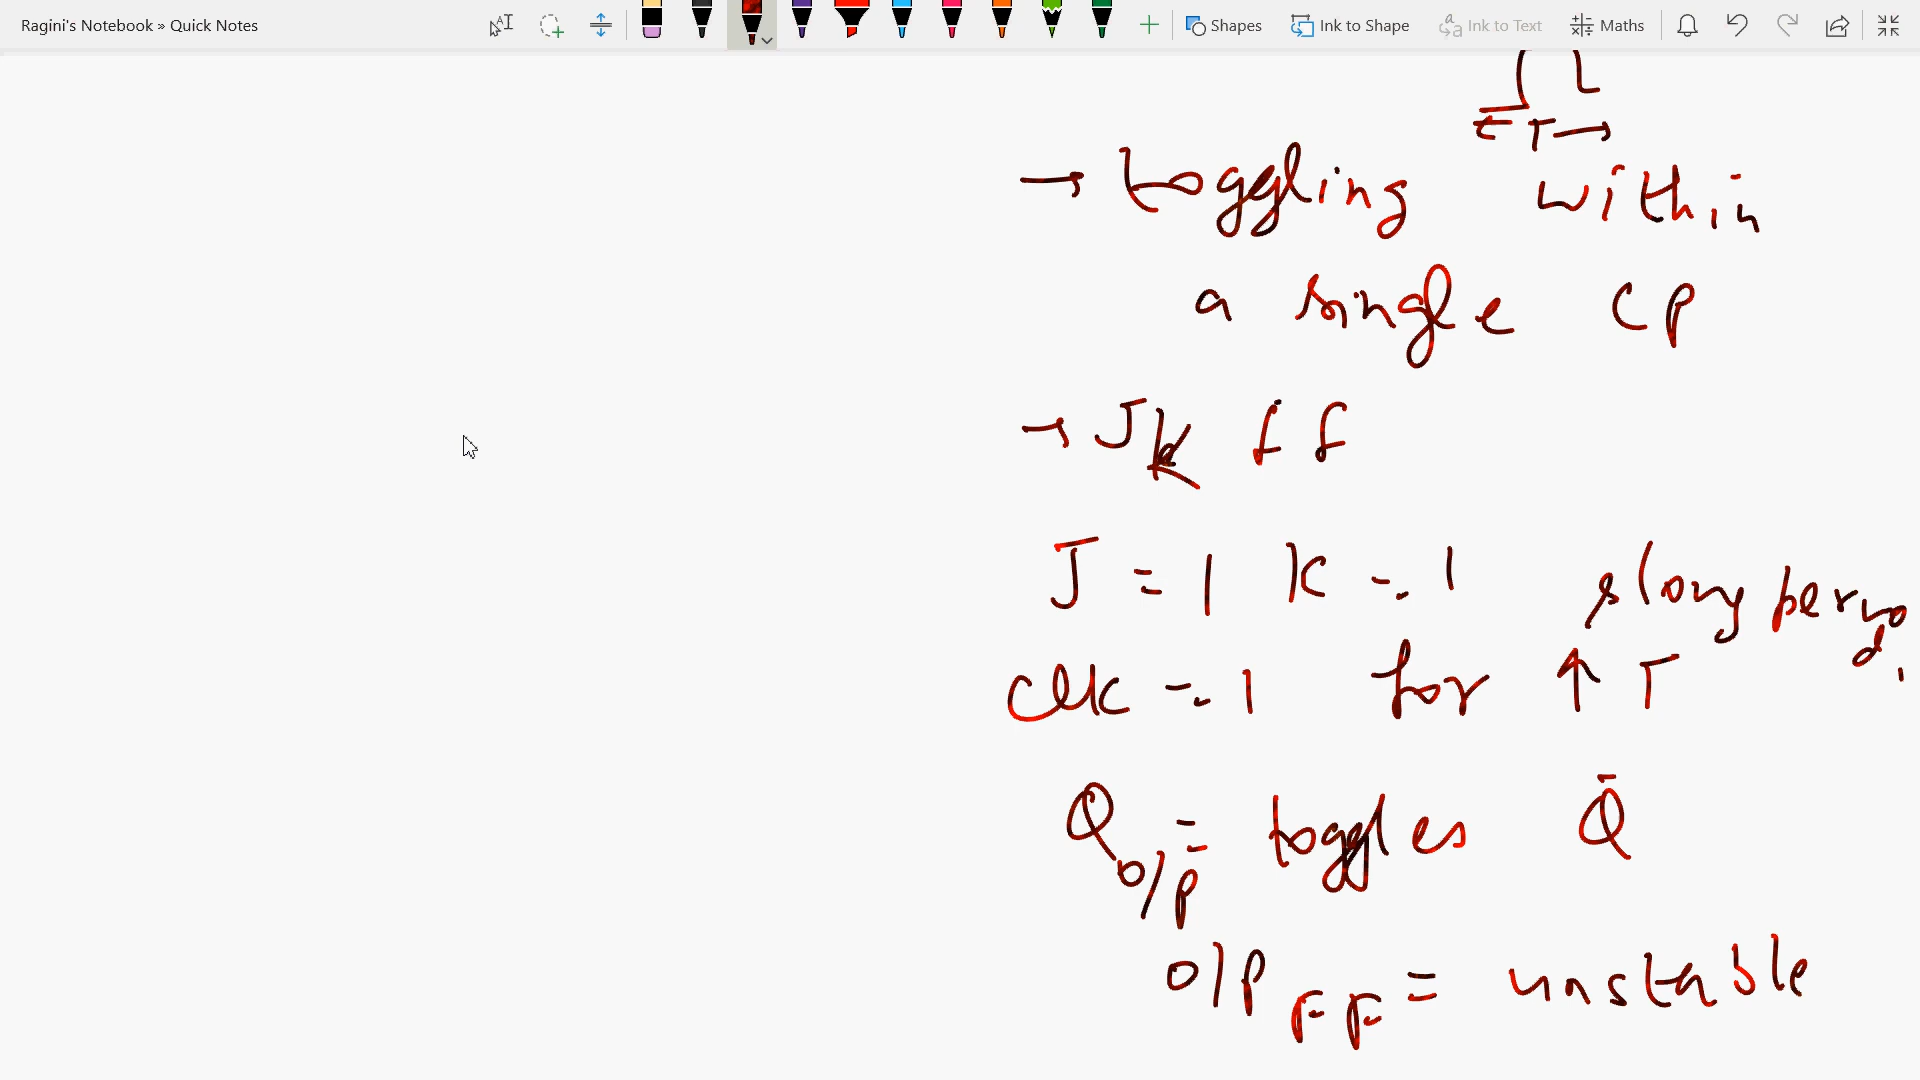 Ragini's Notebook » Quick Notes
Shapes Ink to Shape Ink to Text Maths
← T →
→ toggling within
a single CP
→ JK ff
J = 1 K = 1 long period.
Clk = 1 for ↑ T
Q o/p = toggles Q̄
o/p FF = unstable